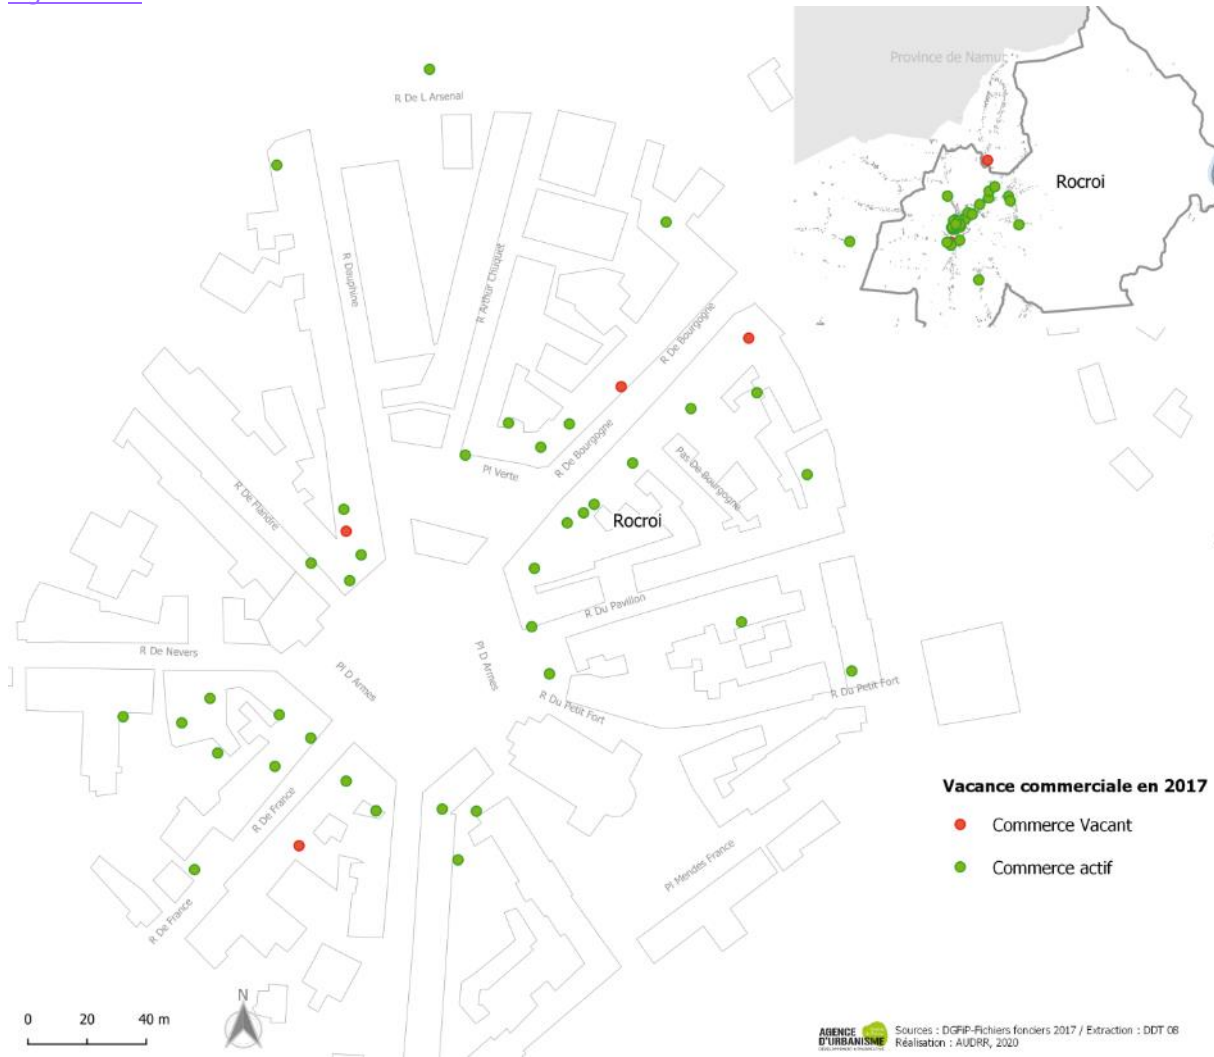 Province de Namur
Rocroi
R De L Arsenal
R Dauphine
R Arthur Chuquet
R De Bourgogne
R De Bourgogne
Pl Verte
Pas De Bourgogne
R De Flandre
Rocroi
R Du Pavillon
R De Nevers
Pl D Armes
Pl D Armes
R Du Petit Fort
R Du Petit Fort
R De France
R De France
Pl Mendes France
Vacance commerciale en 2017
Commerce Vacant
Commerce actif
N
0 20 40 m
AGENCE
D'URBANISME
Sources : DGFiP-Fichiers fonciers 2017 / Extraction : DDT 08
Réalisation : AUDRR, 2020